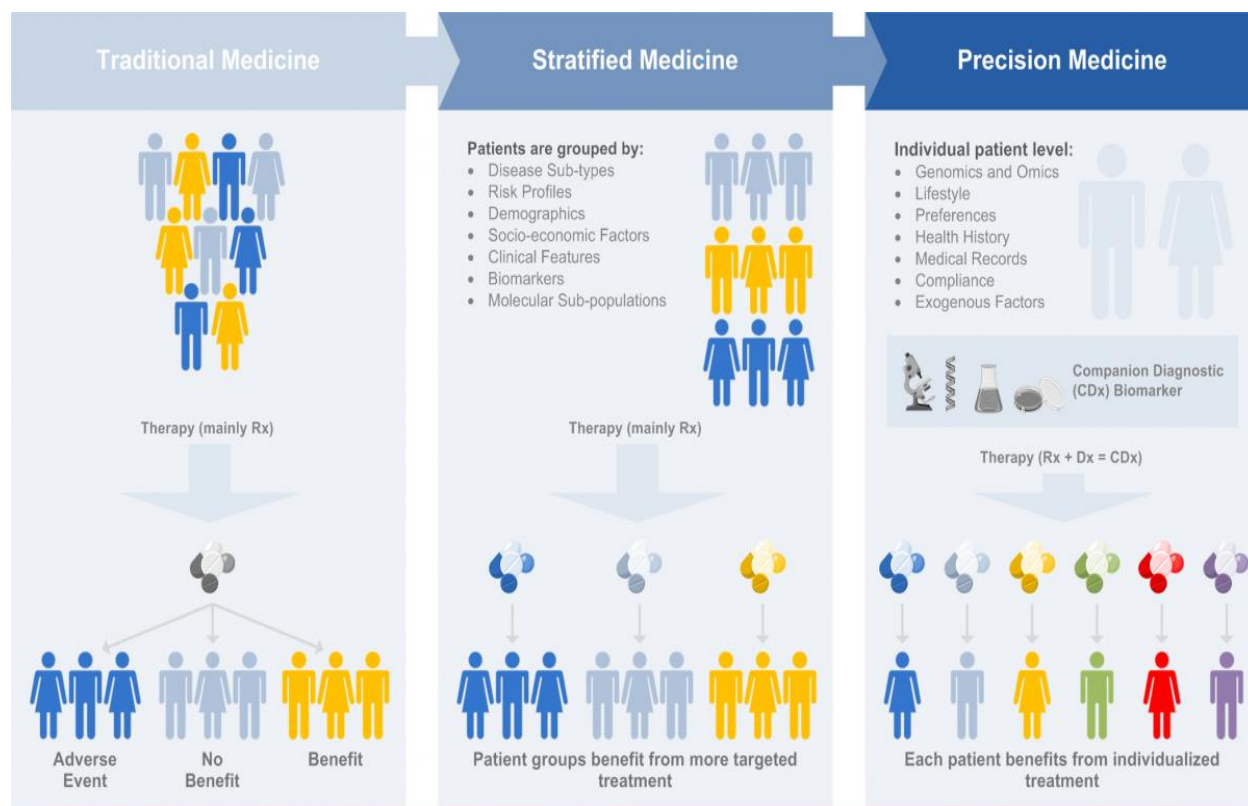 Traditional Medicine
Stratified Medicine
Precision Medicine
Patients are grouped by:
• Disease Sub-types
• Risk Profiles
• Demographics
• Socio-economic Factors
• Clinical Features
• Biomarkers
• Molecular Sub-populations
Individual patient level:
• Genomics and Omics
• Lifestyle
• Preferences
• Health History
• Medical Records
• Compliance
• Exogenous Factors
Companion Diagnostic
(CDx) Biomarker
Therapy (mainly Rx)
Therapy (mainly Rx)
Therapy (Rx + Dx = CDx)
Adverse
Event
No
Benefit
Benefit
Patient groups benefit from more targeted
treatment
Each patient benefits from individualized
treatment